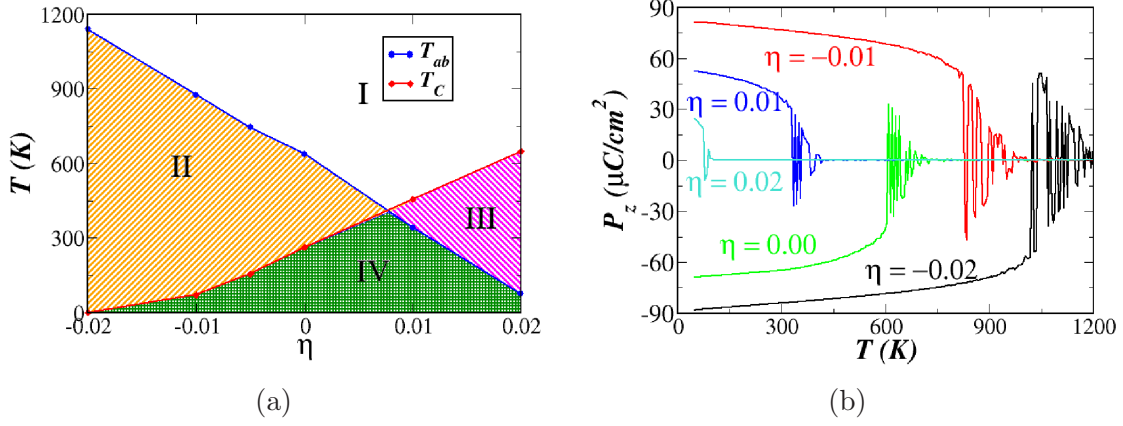 1200
900
600
300
0
T (K)
-0.02
-0.01
0
0.01
0.02
η
T_ab
T_C
I
II
III
IV
(a)
90
60
30
0
-30
-60
-90
P_z (μC/cm²)
η = −0.01
η = 0.01
η = 0.02
η = 0.00
η = −0.02
0
300
600
900
1200
T (K)
(b)